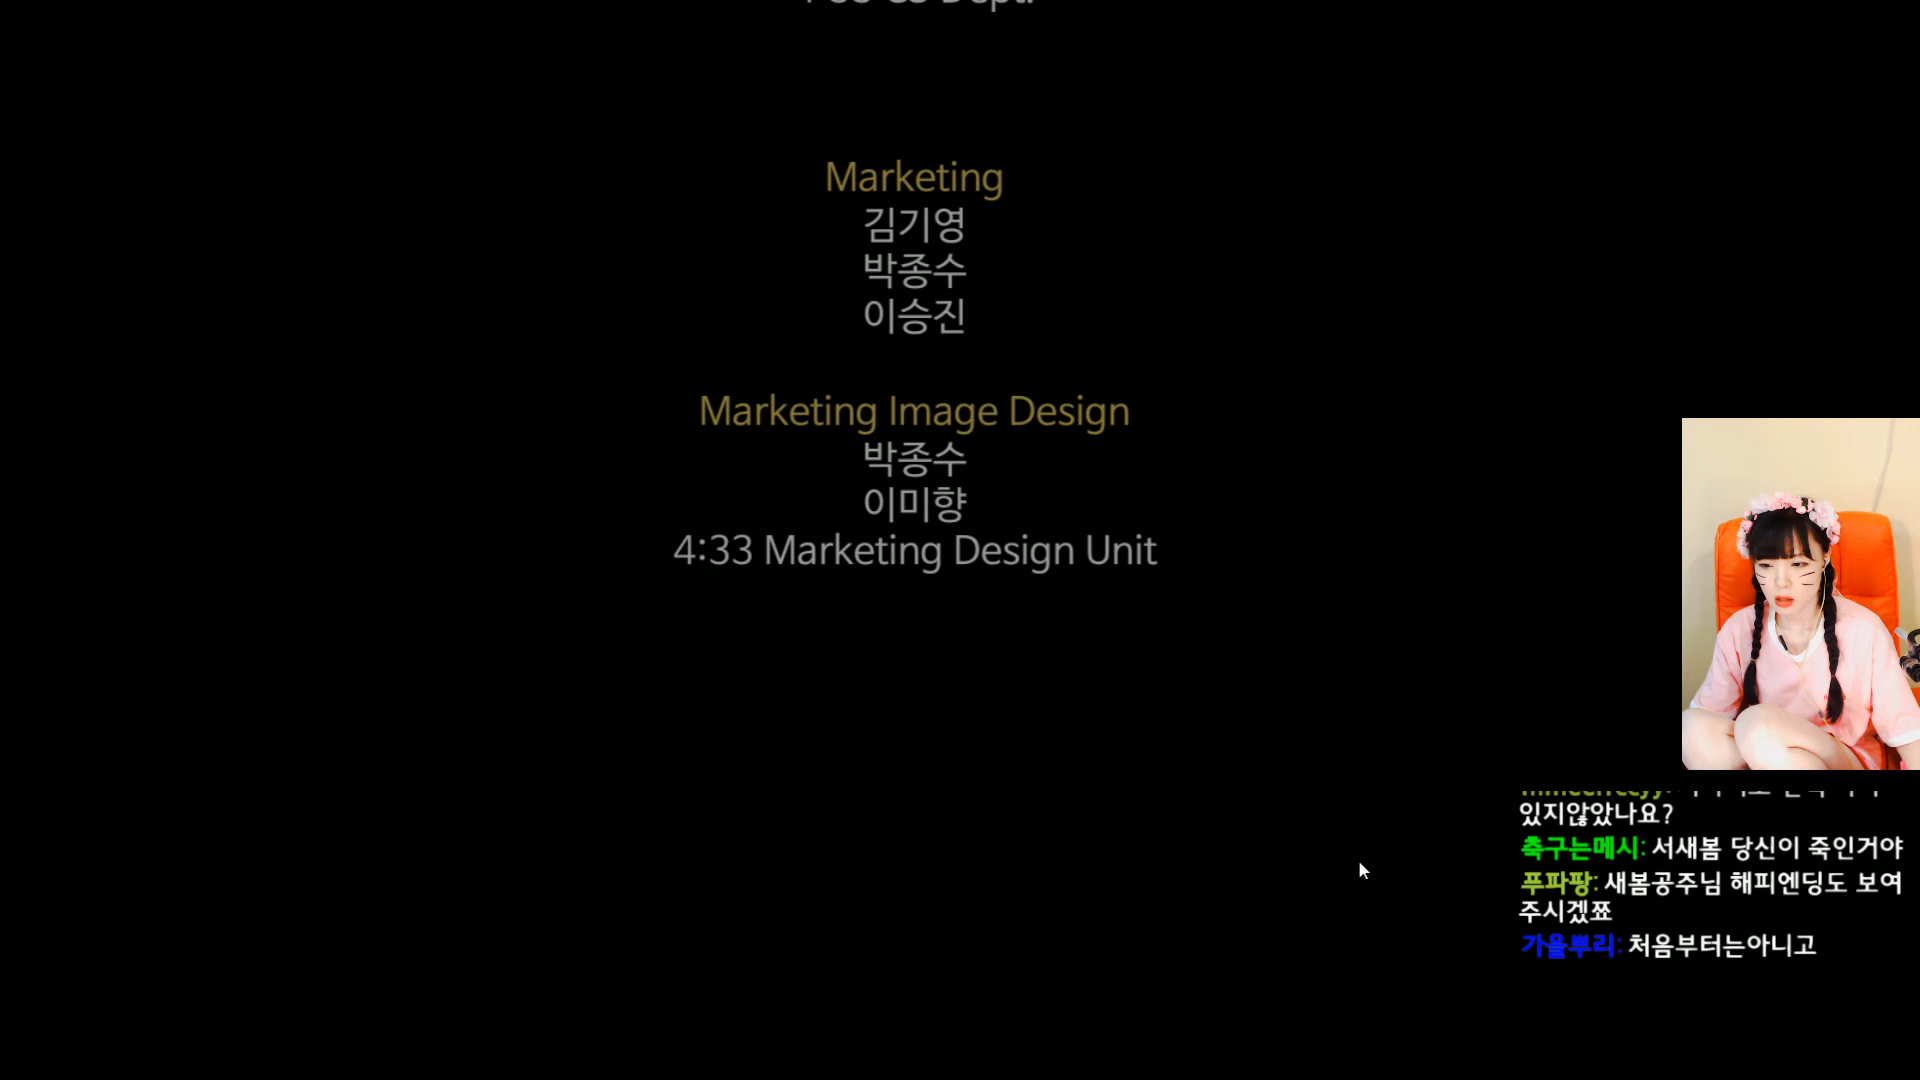 Marketing
김기영
박종수
이승진
Marketing Image Design
박종수
이미향
4:33 Marketing Design Unit
있지않았나요?
축구는메시: 서새봄 당신이 죽인거야
푸파팡: 새봄공주님 해피엔딩도 보여
주시겠죠
가을뿌리: 처음부터는아니고